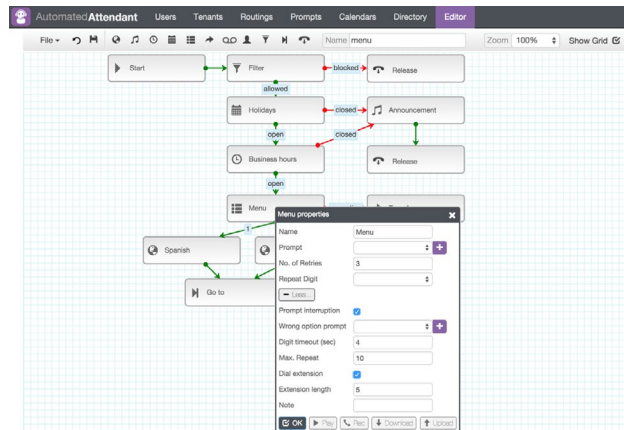 AutomatedAttendant Users Tenants Routings Prompts Calendars Directory Editor
File Name menu Zoom 100% Show Grid
Start Filter blocked Release
allowed
Holidays closed Announcement
open closed
Business hours Release
open
Menu
Menu properties
1
Name Menu
Spanish
Prompt
No. of Retries 3
Repeat Digit
Go to
Less...
Prompt interruption
Wrong option prompt
Digit timeout (sec) 4
Max. Repeat 10
Dial extension
Extension length 5
Note
OK Play Rec Download Upload